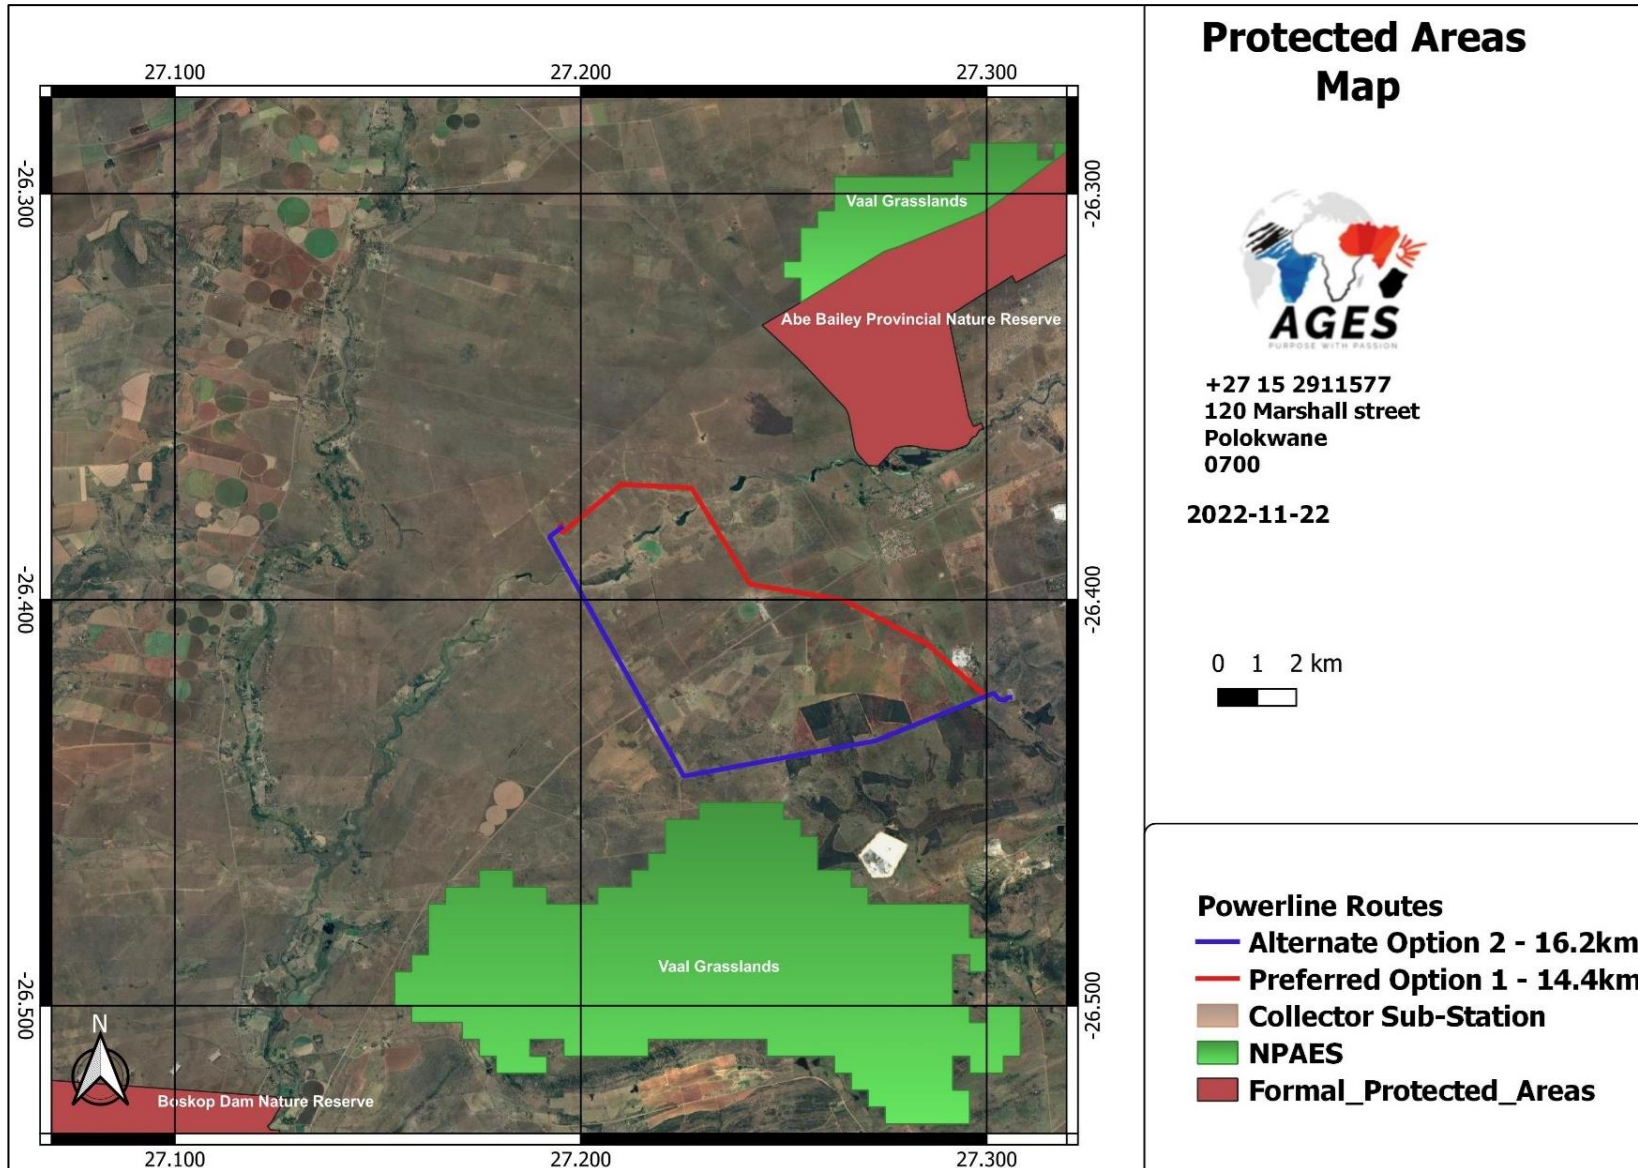 Protected Areas
Map
27.100
27.200
27.300
-26.300
-26.300
-26.400
-26.400
-26.500
-26.500
27.100
27.200
27.300
Vaal Grasslands
Abe Bailey Provincial Nature Reserve
Vaal Grasslands
Boskop Dam Nature Reserve
N
AGES
PURPOSE WITH PASSION
+27 15 2911577
120 Marshall street
Polokwane
0700
2022-11-22
0 1 2 km
Powerline Routes
Alternate Option 2 - 16.2km
Preferred Option 1 - 14.4km
Collector Sub-Station
NPAES
Formal_Protected_Areas